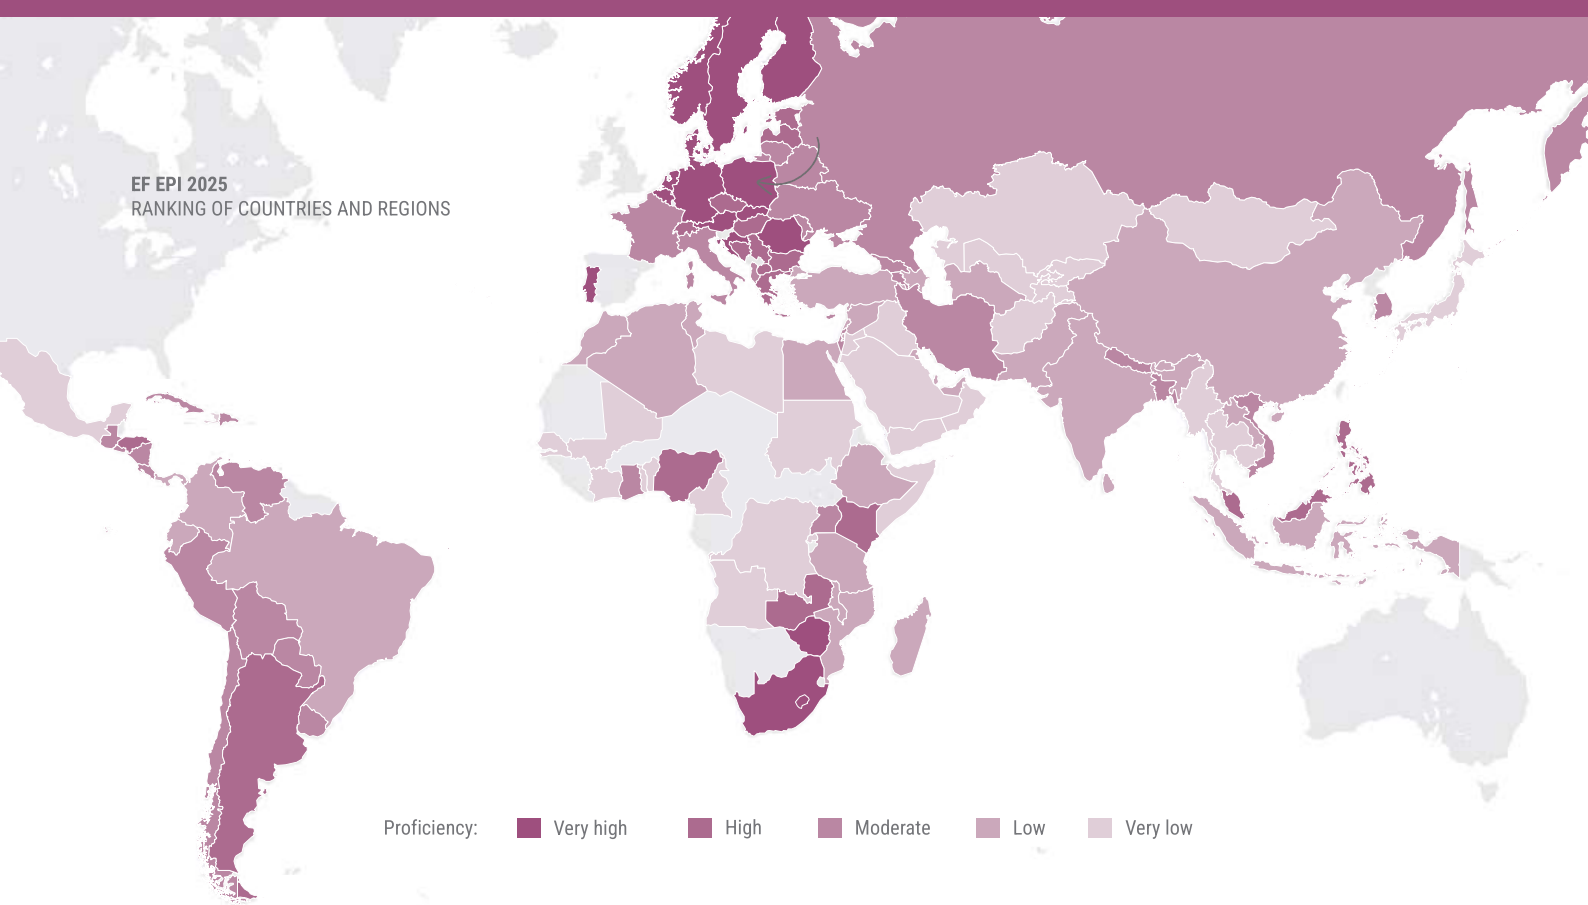 EF EPI 2025
RANKING OF COUNTRIES AND REGIONS
Proficiency: Very high High Moderate Low Very low